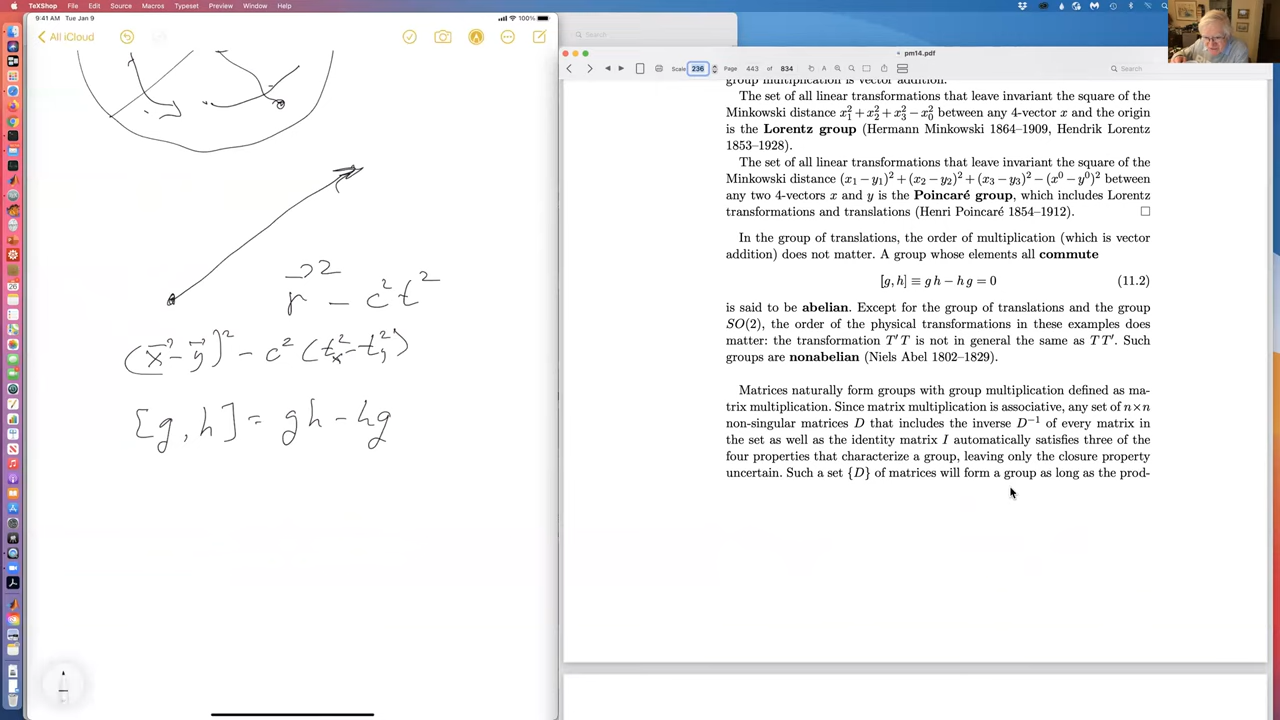 TeXShop File Edit Source Macros Typeset Preview Window Help
9:41 AM Tue Jan 9
100%
All iCloud
r⃗² − c²t²
(x⃗ − y⃗)² − c²(tₓ² − t_y²)
[g, h] = gh − hg
Search
pm14.pdf
Scale 236 Page 443 of 834
Search
group multiplication is vector addition.
The set of all linear transformations that leave invariant the square of the
Minkowski distance x₁² + x₂² + x₃² − x₀² between any 4-vector x and the origin
is the Lorentz group (Hermann Minkowski 1864–1909, Hendrik Lorentz
1853–1928).
The set of all linear transformations that leave invariant the square of the
Minkowski distance (x₁ − y₁)² + (x₂ − y₂)² + (x₃ − y₃)² − (x⁰ − y⁰)² between
any two 4-vectors x and y is the Poincaré group, which includes Lorentz
transformations and translations (Henri Poincaré 1854–1912). □
In the group of translations, the order of multiplication (which is vector
addition) does not matter. A group whose elements all commute
[g, h] ≡ g h − h g = 0 (11.2)
is said to be abelian. Except for the group of translations and the group
SO(2), the order of the physical transformations in these examples does
matter: the transformation T′ T is not in general the same as T T′. Such
groups are nonabelian (Niels Abel 1802–1829).
Matrices naturally form groups with group multiplication defined as ma-
trix multiplication. Since matrix multiplication is associative, any set of n×n
non-singular matrices D that includes the inverse D⁻¹ of every matrix in
the set as well as the identity matrix I automatically satisfies three of the
four properties that characterize a group, leaving only the closure property
uncertain. Such a set {D} of matrices will form a group as long as the prod-